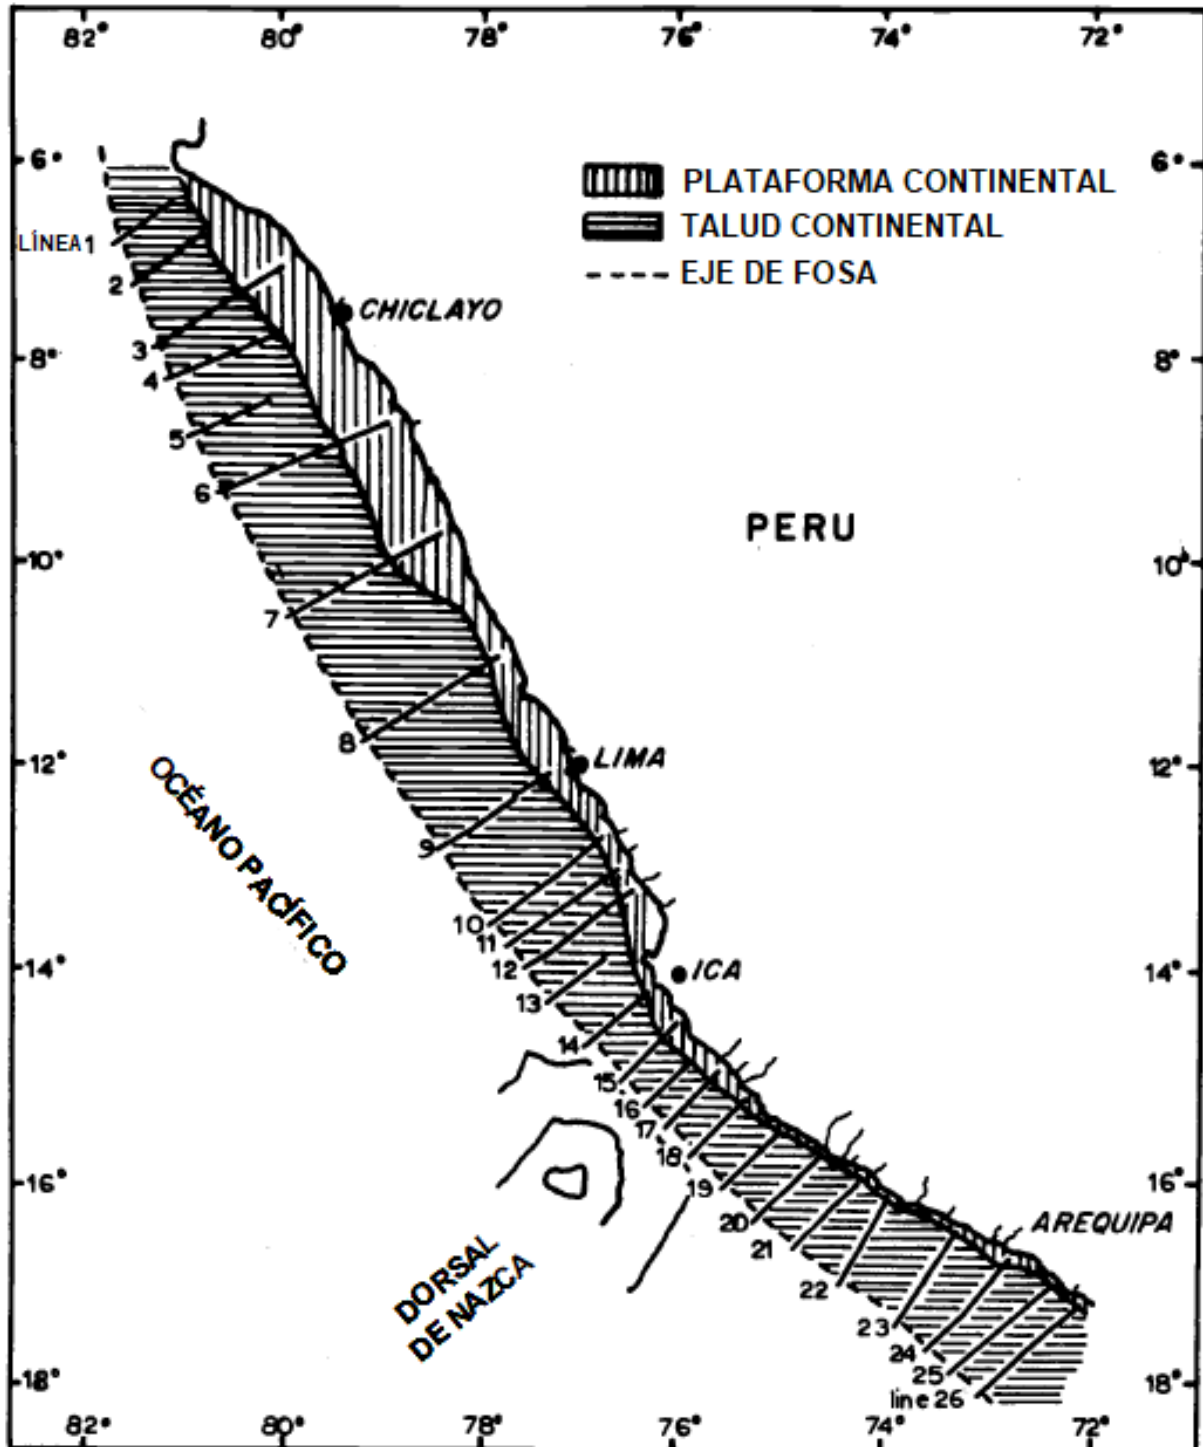 82° 80° 78° 76° 74° 72°
6° 6°
PLATAFORMA CONTINENTAL
TALUD CONTINENTAL
EJE DE FOSA
LÍNEA 1
2
CHICLAYO
3
8° 8°
4
5
6
PERU
10° 10°
7
8
LIMA
12° 12°
OCÉANO PACÍFICO
9
10
11
12
14° 14°
ICA
13
14
15
16
17
18
19
16° 16°
20
21
AREQUIPA
22
DORSAL
DE NAZCA
23
24
25
18° 18°
line 26
82° 80° 78° 76° 74° 72°